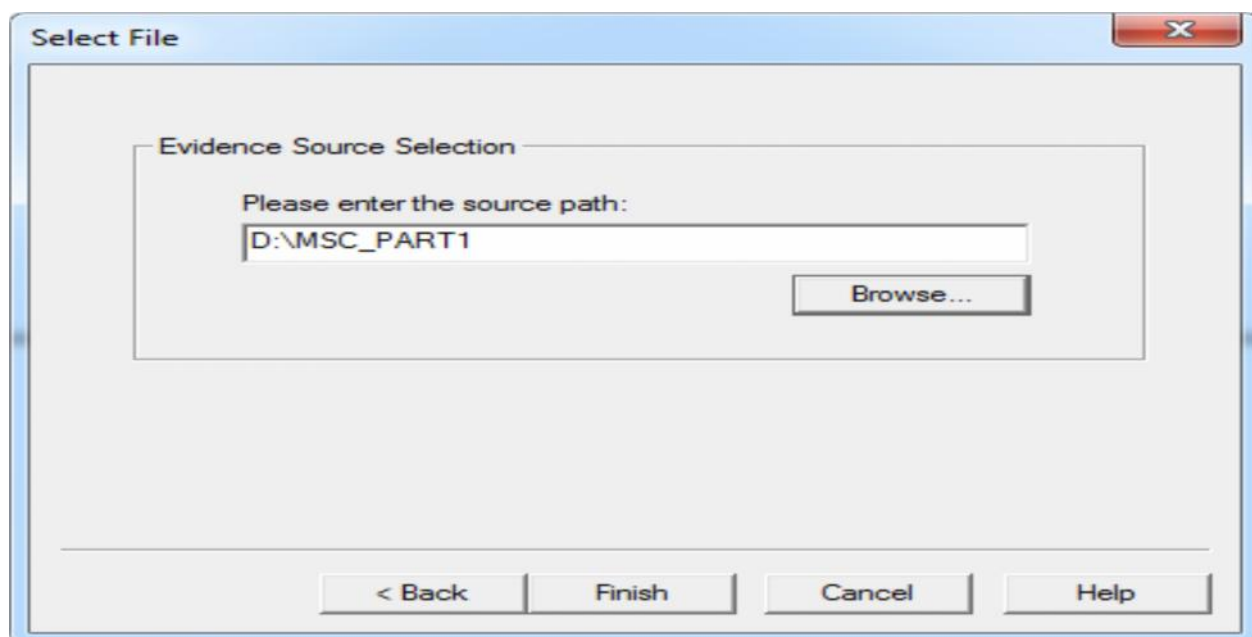 Select File
Evidence Source Selection
Please enter the source path:
D:\MSC_PART1
Browse...
< Back
Finish
Cancel
Help